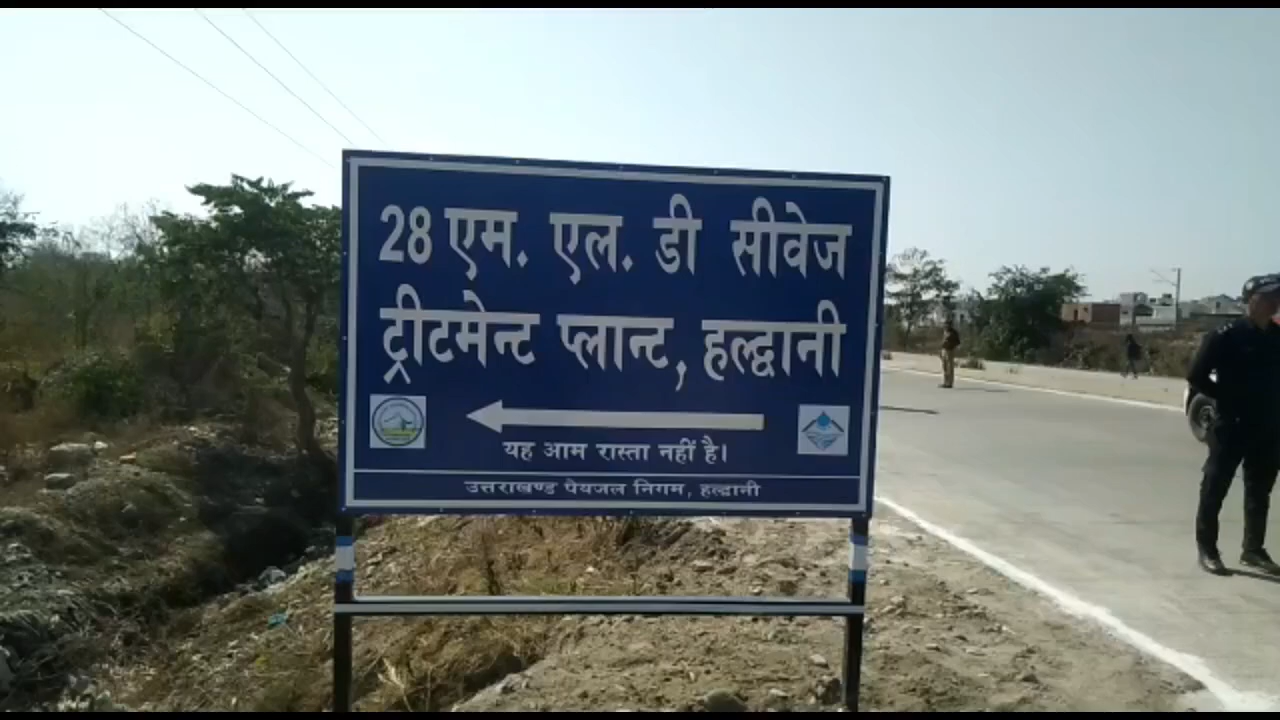 28 एम. एल. डी सीवेज
ट्रीटमेन्ट प्लान्ट, हल्द्वानी
यह आम रास्ता नहीं है।
उत्तराखण्ड पेयजल निगम, हल्द्वानी